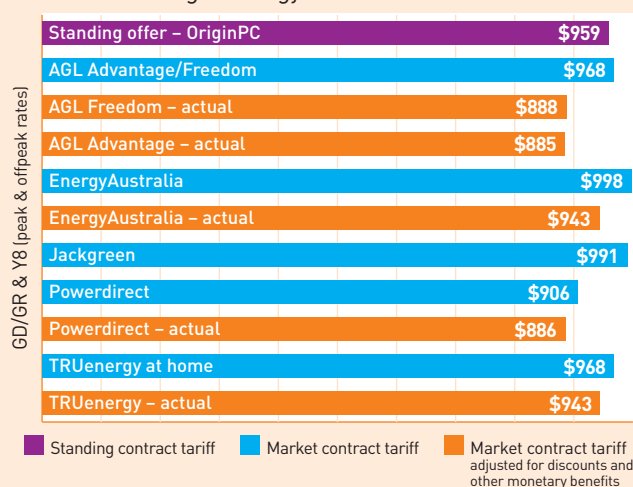 Standing offer – OriginPC $959
AGL Advantage/Freedom $968
AGL Freedom – actual $888
AGL Advantage – actual $885
EnergyAustralia $998
EnergyAustralia – actual $943
Jackgreen $991
Powerdirect $906
Powerdirect – actual $886
TRUenergy at home $968
TRUenergy – actual $943
GD/GR & Y8 (peak & offpeak rates)
Standing contract tariff
Market contract tariff
Market contract tariff
adjusted for discounts and
other monetary benefits